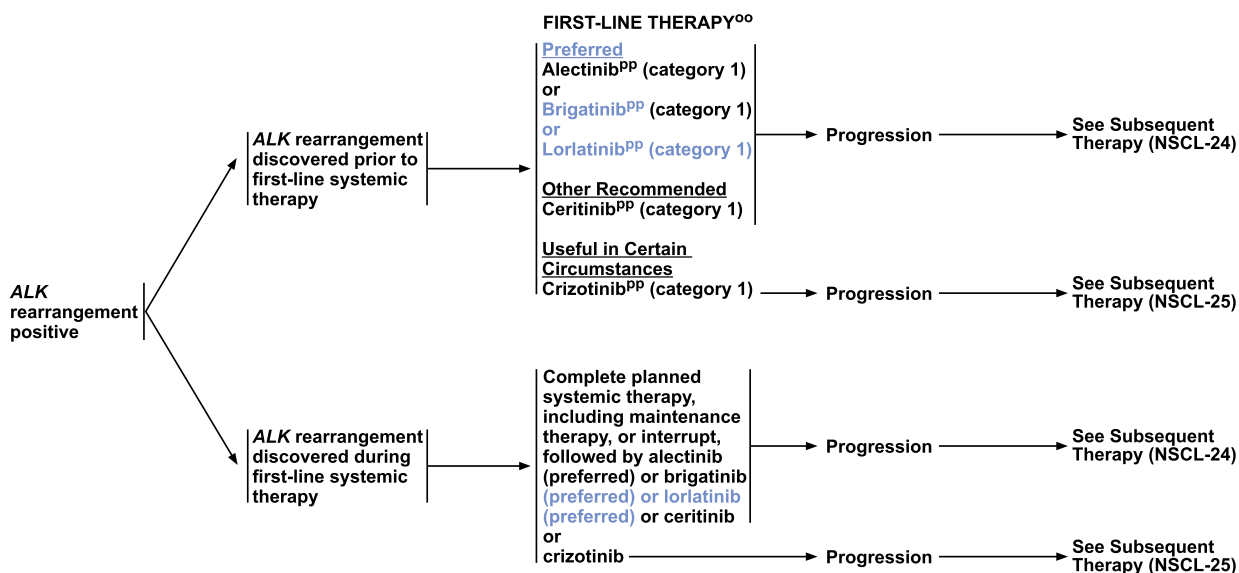 FIRST-LINE THERAPYᵒᵒ
Preferred
Alectinibᵖᵖ (category 1)
or
Brigatinibᵖᵖ (category 1)
or
Lorlatinibᵖᵖ (category 1)
Other Recommended
Ceritinibᵖᵖ (category 1)
Useful in Certain
Circumstances
Crizotinibᵖᵖ (category 1)
ALK rearrangement
discovered prior to
first-line systemic
therapy
Progression
See Subsequent
Therapy (NSCL-24)
Progression
See Subsequent
Therapy (NSCL-25)
ALK
rearrangement
positive
ALK rearrangement
discovered during
first-line systemic
therapy
Complete planned
systemic therapy,
including maintenance
therapy, or interrupt,
followed by alectinib
(preferred) or brigatinib
(preferred) or lorlatinib
(preferred) or ceritinib
or
crizotinib
Progression
See Subsequent
Therapy (NSCL-24)
Progression
See Subsequent
Therapy (NSCL-25)